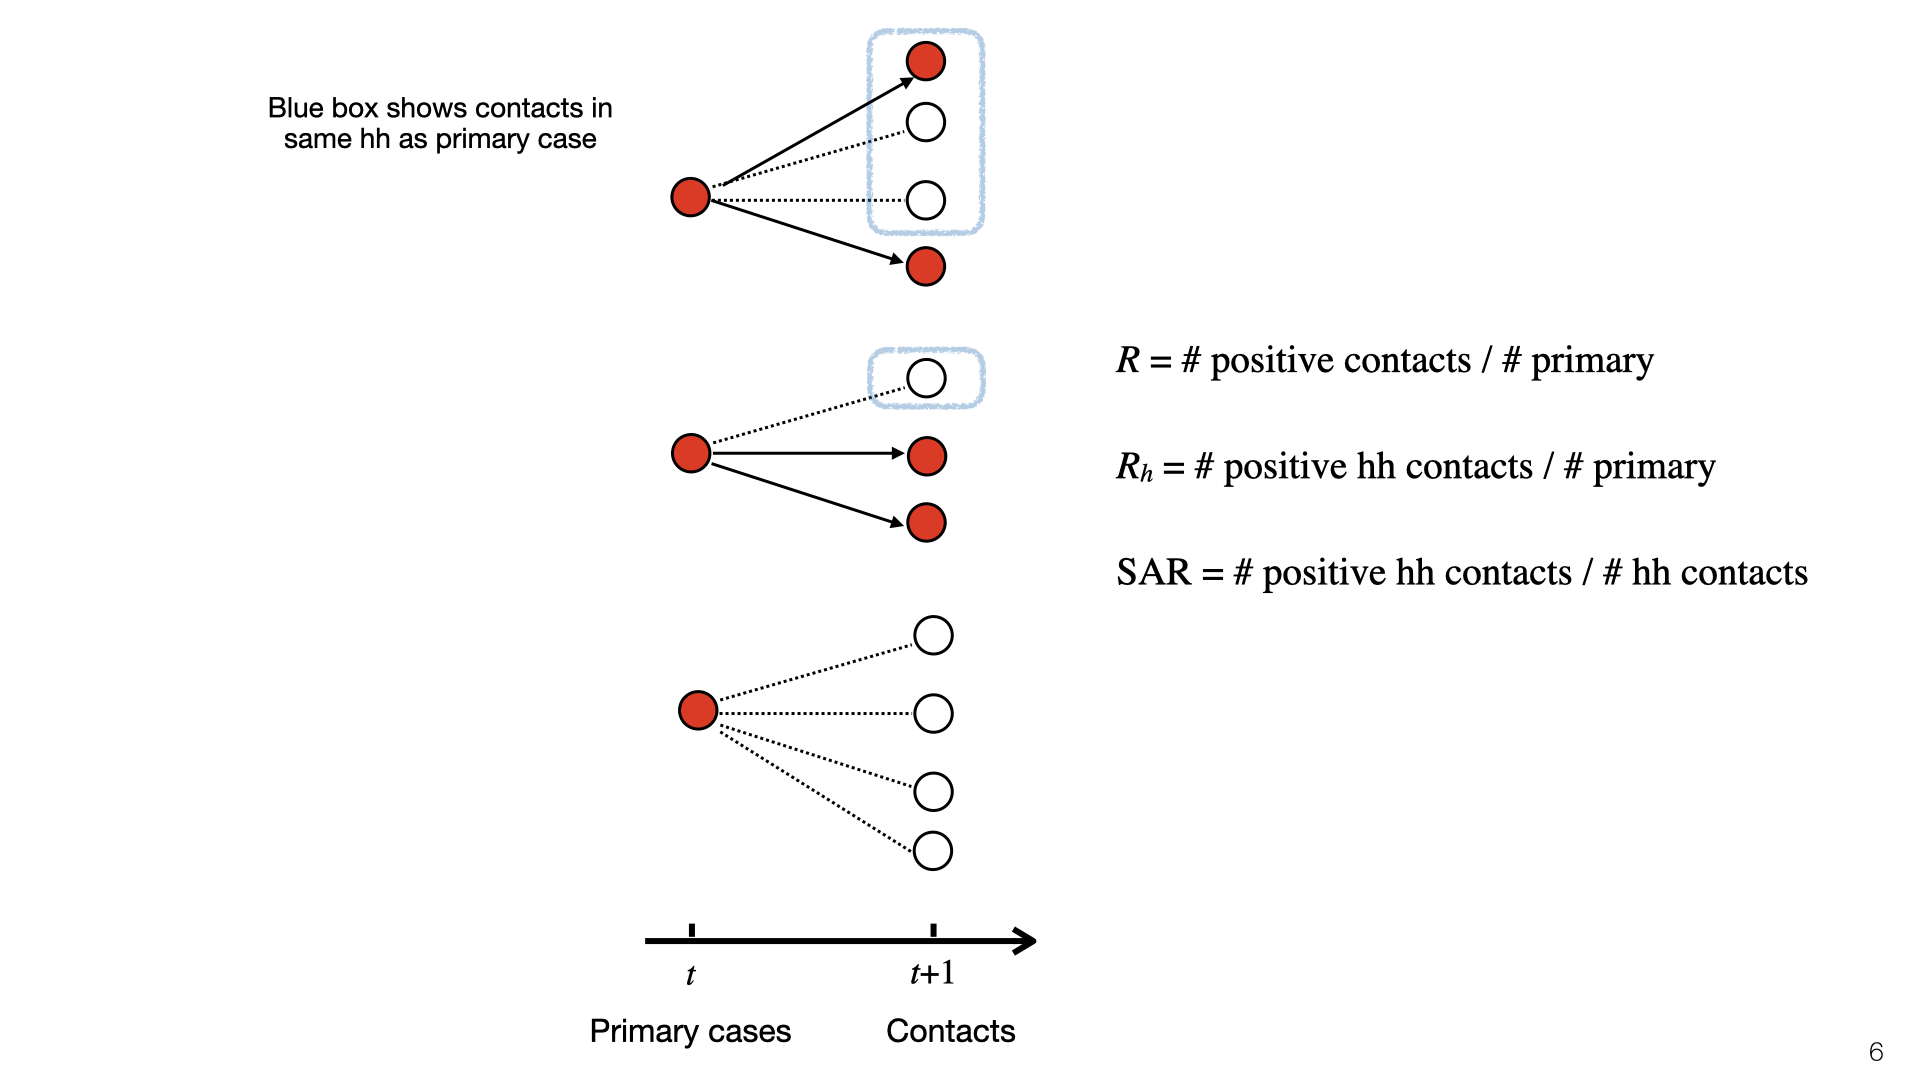 Blue box shows contacts in
same hh as primary case
R = # positive contacts / # primary
Rh = # positive hh contacts / # primary
SAR = # positive hh contacts / # hh contacts
t
t+1
Primary cases
Contacts
6